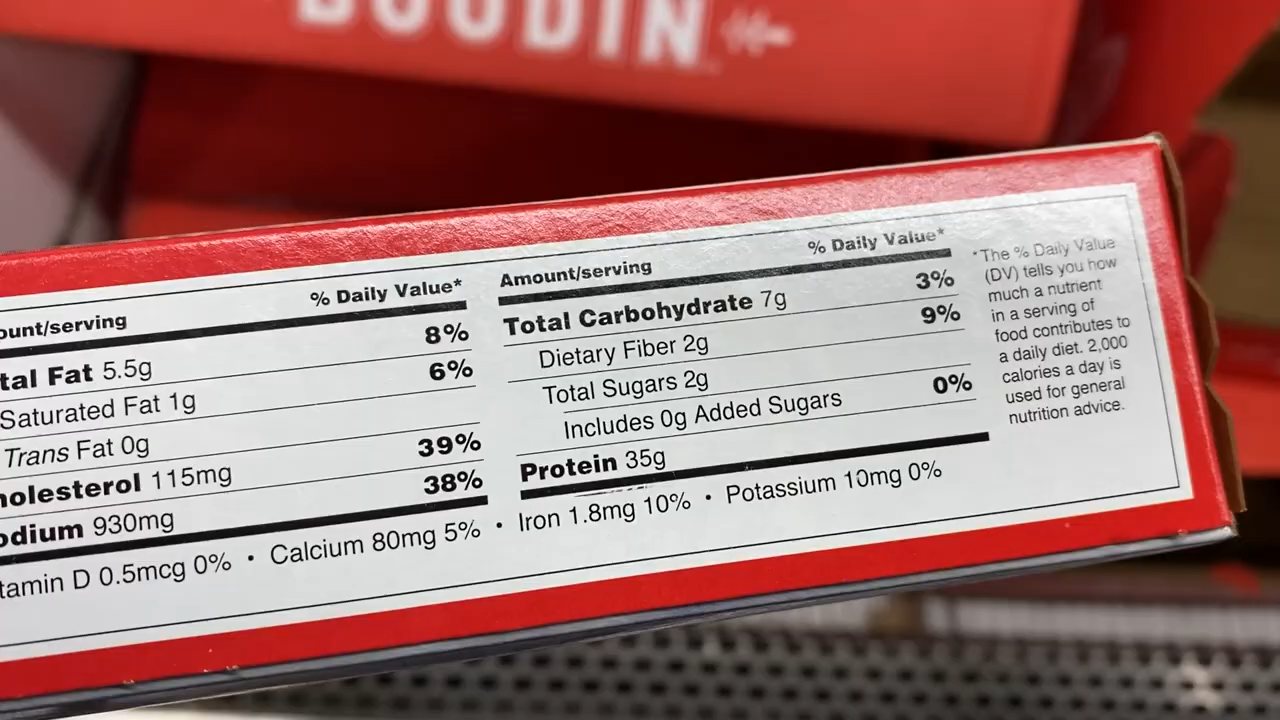 BOUDIN
ount/serving % Daily Value*
tal Fat 5.5g 8%
Saturated Fat 1g 6%
Trans Fat 0g
holesterol 115mg 39%
odium 930mg 38%
Amount/serving % Daily Value*
Total Carbohydrate 7g 3%
Dietary Fiber 2g 9%
Total Sugars 2g
Includes 0g Added Sugars 0%
Protein 35g
tamin D 0.5mcg 0% • Calcium 80mg 5% • Iron 1.8mg 10% • Potassium 10mg 0%
*The % Daily Value
(DV) tells you how
much a nutrient
in a serving of
food contributes to
a daily diet. 2,000
calories a day is
used for general
nutrition advice.